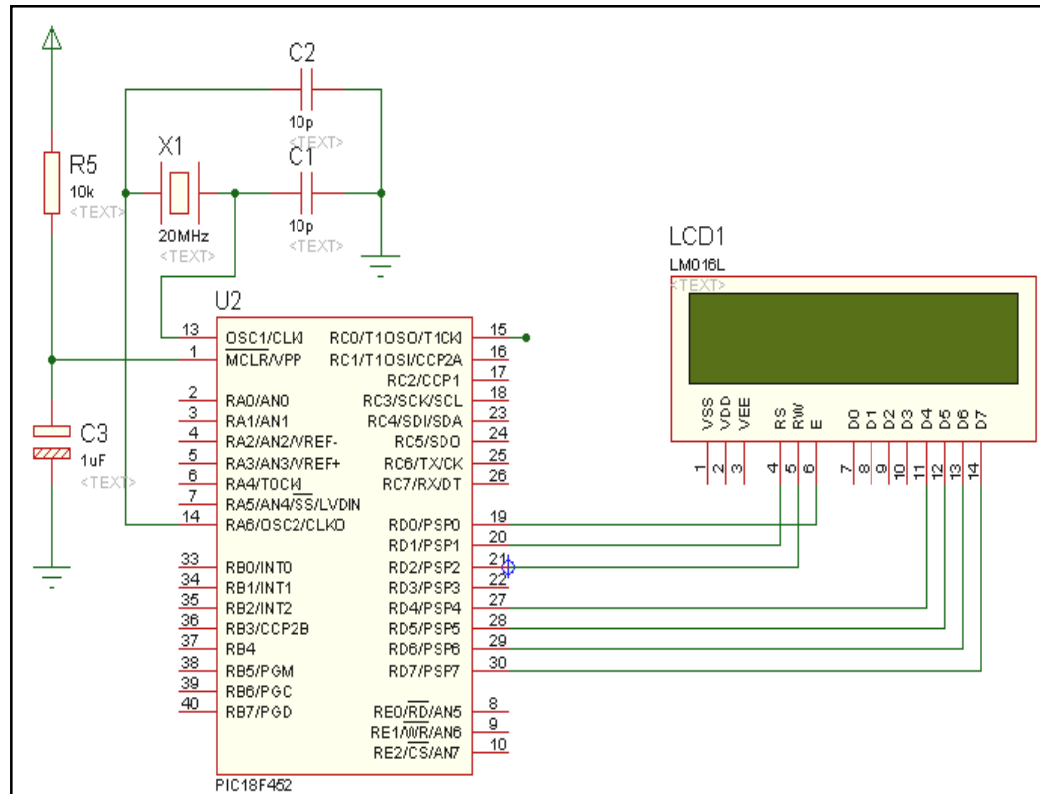 C2
10p
<TEXT>
X1
20MHz
<TEXT>
C1
10p
<TEXT>
R5
10k
<TEXT>
C3
1uF
<TEXT>
LCD1
LM016L
<TEXT>
VSS
VDD
VEE
RS
RW
E
D0
D1
D2
D3
D4
D5
D6
D7
1
2
3
4
5
6
7
8
9
10
11
12
13
14
U2
13 OSC1/CLKI RC0/T1OSO/T1CKI 15
1 MCLR/VPP RC1/T1OSI/CCP2A 16
RC2/CCP1 17
2 RA0/AN0 RC3/SCK/SCL 18
3 RA1/AN1 RC4/SDI/SDA 23
4 RA2/AN2/VREF- RC5/SDO 24
5 RA3/AN3/VREF+ RC6/TX/CK 25
6 RA4/T0CKI RC7/RX/DT 26
7 RA5/AN4/SS/LVDIN
14 RA6/OSC2/CLKO RD0/PSP0 19
RD1/PSP1 20
33 RB0/INT0 RD2/PSP2 21
34 RB1/INT1 RD3/PSP3 22
35 RB2/INT2 RD4/PSP4 27
36 RB3/CCP2B RD5/PSP5 28
37 RB4 RD6/PSP6 29
38 RB5/PGM RD7/PSP7 30
39 RB6/PGC
40 RB7/PGD RE0/RD/AN5 8
RE1/WR/AN6 9
RE2/CS/AN7 10
PIC18F452